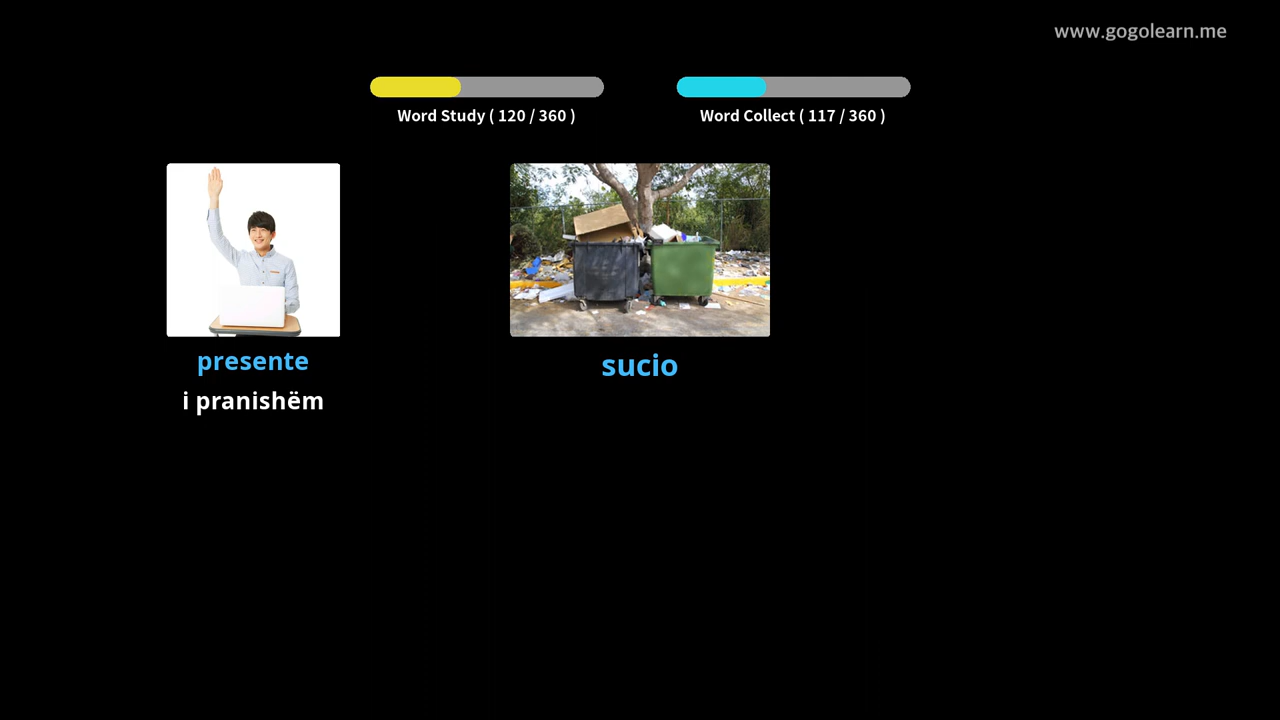 www.gogolearn.me
Word Study ( 120 / 360 )
Word Collect ( 117 / 360 )
presente
i pranishëm
sucio